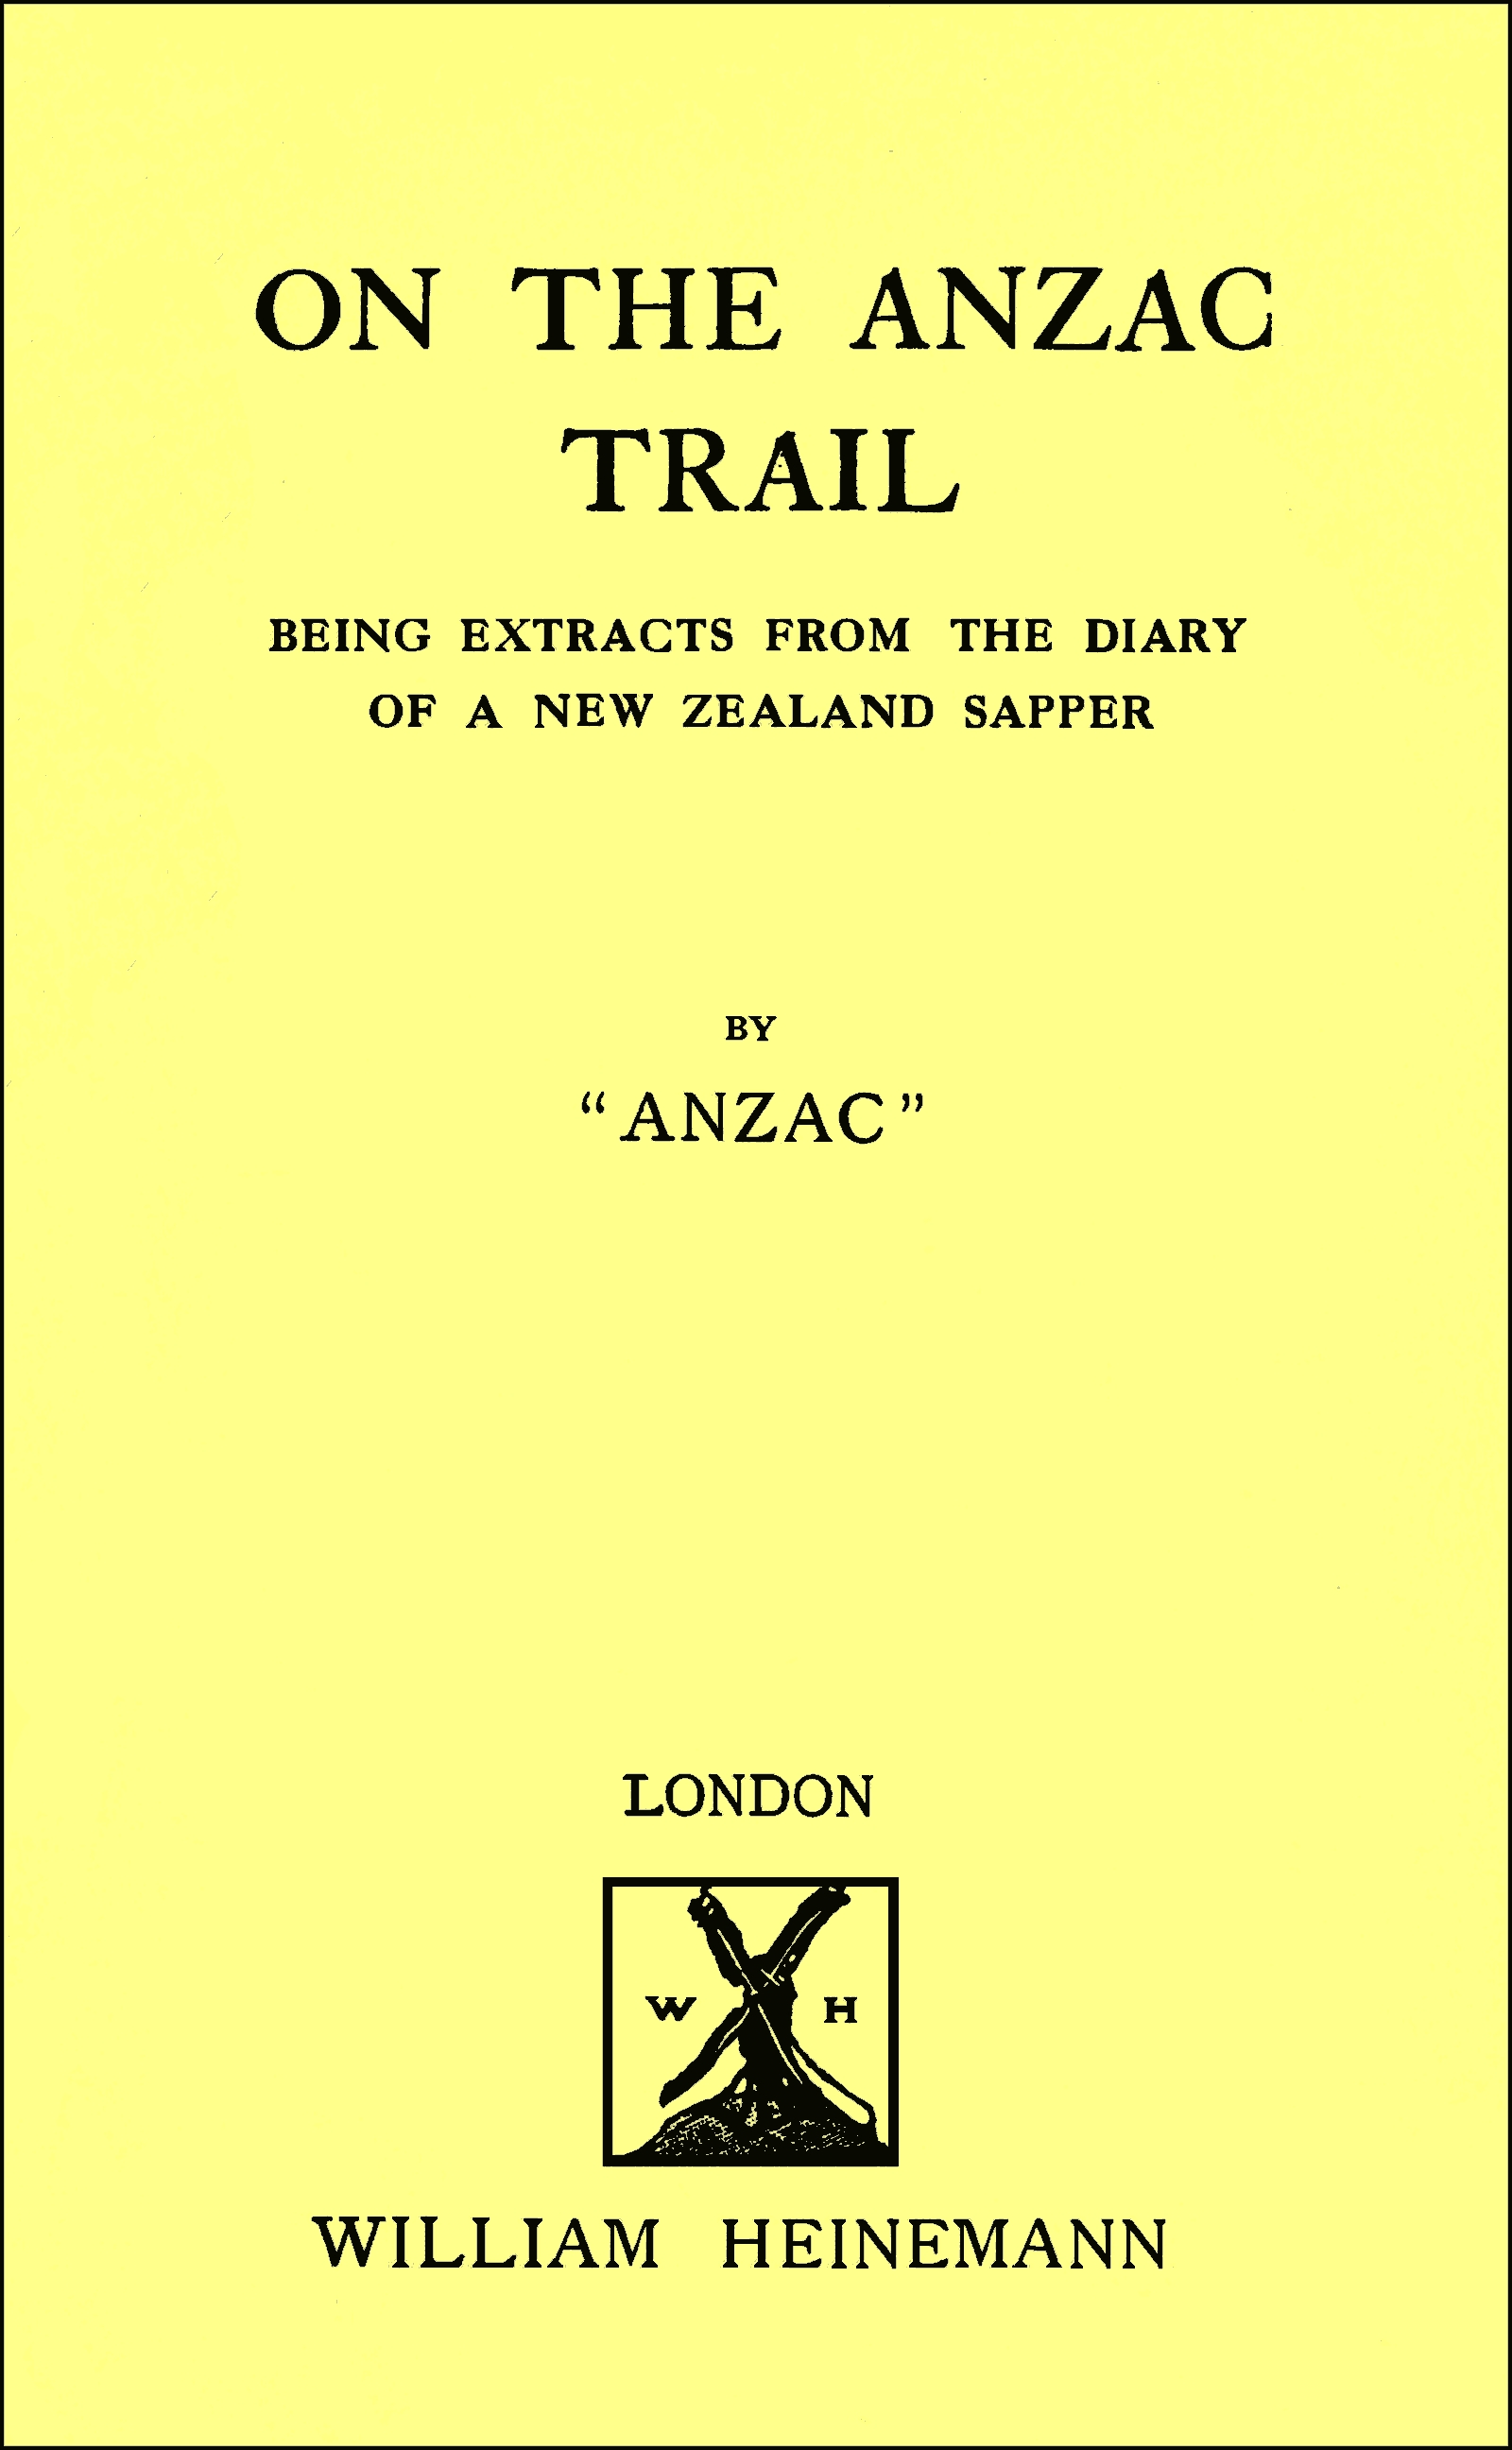 ON THE ANZAC
TRAIL
BEING EXTRACTS FROM THE DIARY
OF A NEW ZEALAND SAPPER
BY
“ANZAC”
LONDON
W H
WILLIAM HEINEMANN